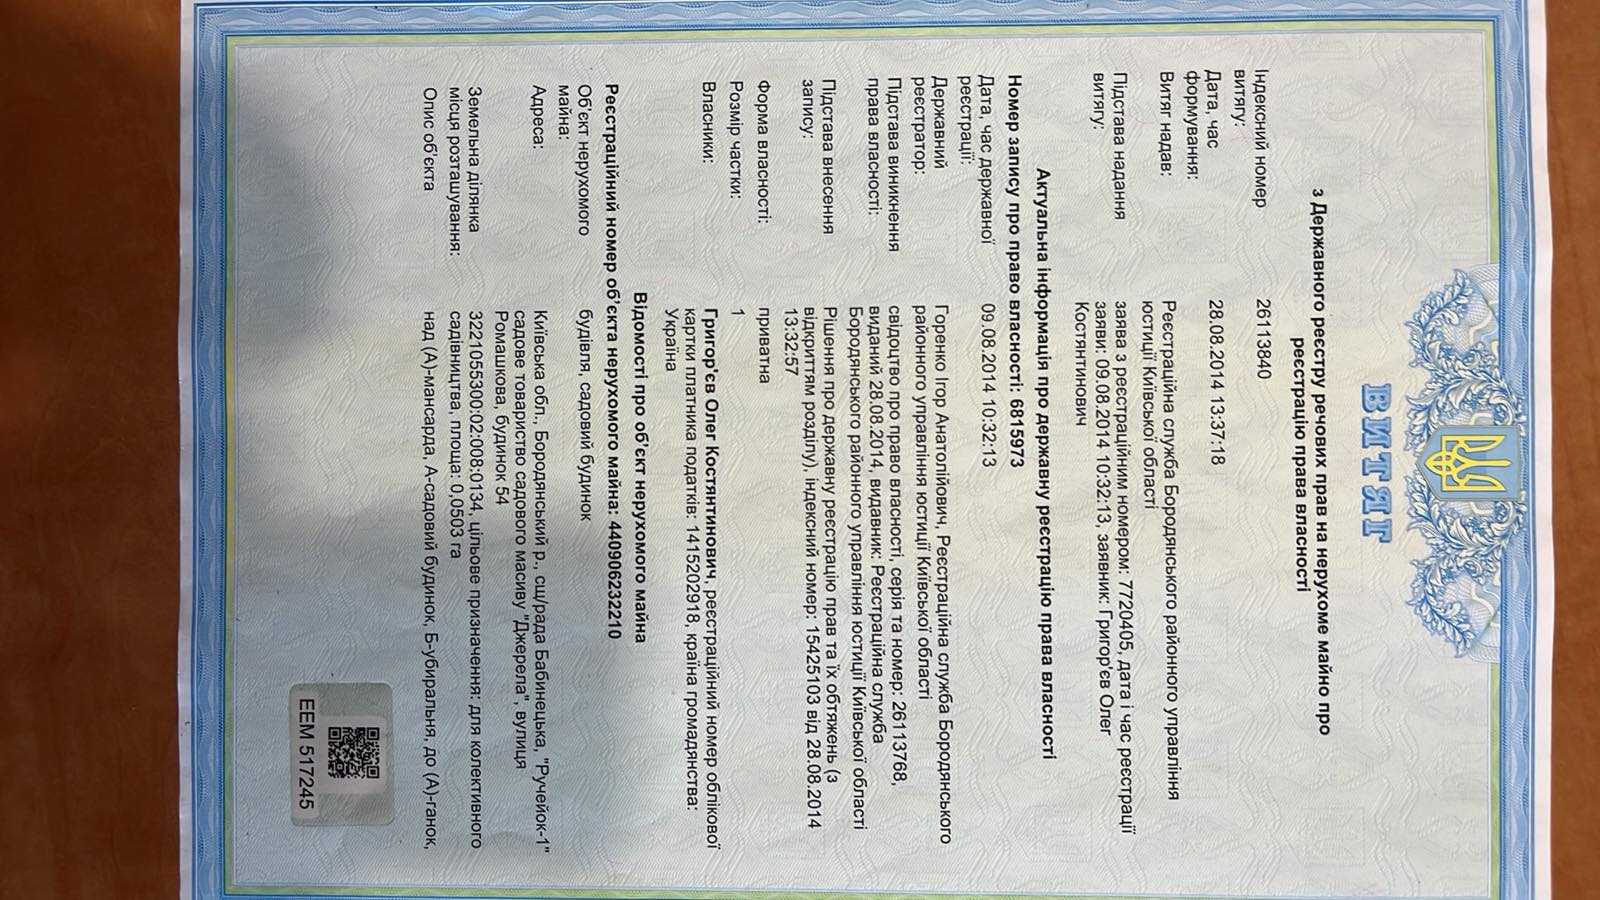 ВИТЯГ
з Державного реєстру речових прав на нерухоме майно про
реєстрацію права власності
Індексний номер
витягу:
26113840
Дата, час
формування:
28.08.2014 13:37:18
Витяг надав:
Реєстраційна служба Бородянського районного управління
юстиції Київської області
Підстава надання
витягу:
заява з реєстраційним номером: 7720405, дата і час реєстрації
заяви: 09.08.2014 10:32:13, заявник: Григор'єв Олег
Костянтинович
Актуальна інформація про державну реєстрацію права власності
Номер запису про право власності: 6815973
Дата, час державної
реєстрації:
09.08.2014 10:32:13
Державний
реєстратор:
Горенко Ігор Анатолійович, Реєстраційна служба Бородянського
районного управління юстиції Київської області
Підстава виникнення
права власності:
свідоцтво про право власності, серія та номер: 26113768,
виданий 28.08.2014, видавник: Реєстраційна служба
Бородянського районного управління юстиції Київської області
Підстава внесення
запису:
Рішення про державну реєстрацію прав та їх обтяжень (з
відкриттям розділу), індексний номер: 15425103 від 28.08.2014
13:32:57
Форма власності:
приватна
Розмір частки:
1
Власники:
Григор'єв Олег Костянтинович, реєстраційний номер облікової
картки платника податків: 1415202918, країна громадянства:
Україна
Відомості про об'єкт нерухомого майна
Реєстраційний номер об'єкта нерухомого майна: 440906232210
Об'єкт нерухомого
майна:
будівля, садовий будинок
Адреса:
Київська обл., Бородянський р., сщ/рада Бабинецька, "Ручейок-1"
садове товариство садового масиву "Джерела", вулиця
Ромашкова, будинок 54
Земельна ділянка
місця розташування:
3221055300:02:008:0134, цільове призначення: для колективного
садівництва, площа: 0,0503 га
Опис об'єкта
над (А)-мансарда, А-садовий будинок, Б-убиральня, до (А)-ганок,
ЕЕМ 517245